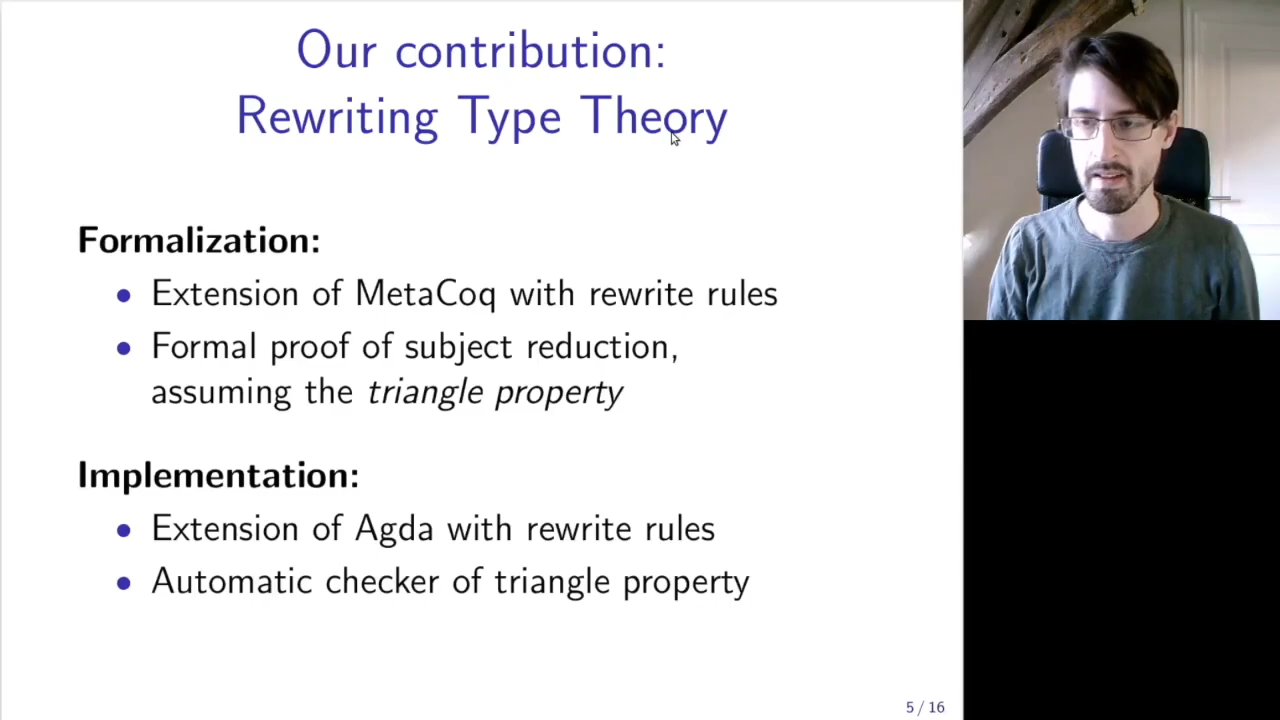 Our contribution:
Rewriting Type Theory
Formalization:
• Extension of MetaCoq with rewrite rules
• Formal proof of subject reduction,
assuming the triangle property
Implementation:
• Extension of Agda with rewrite rules
• Automatic checker of triangle property
5 / 16